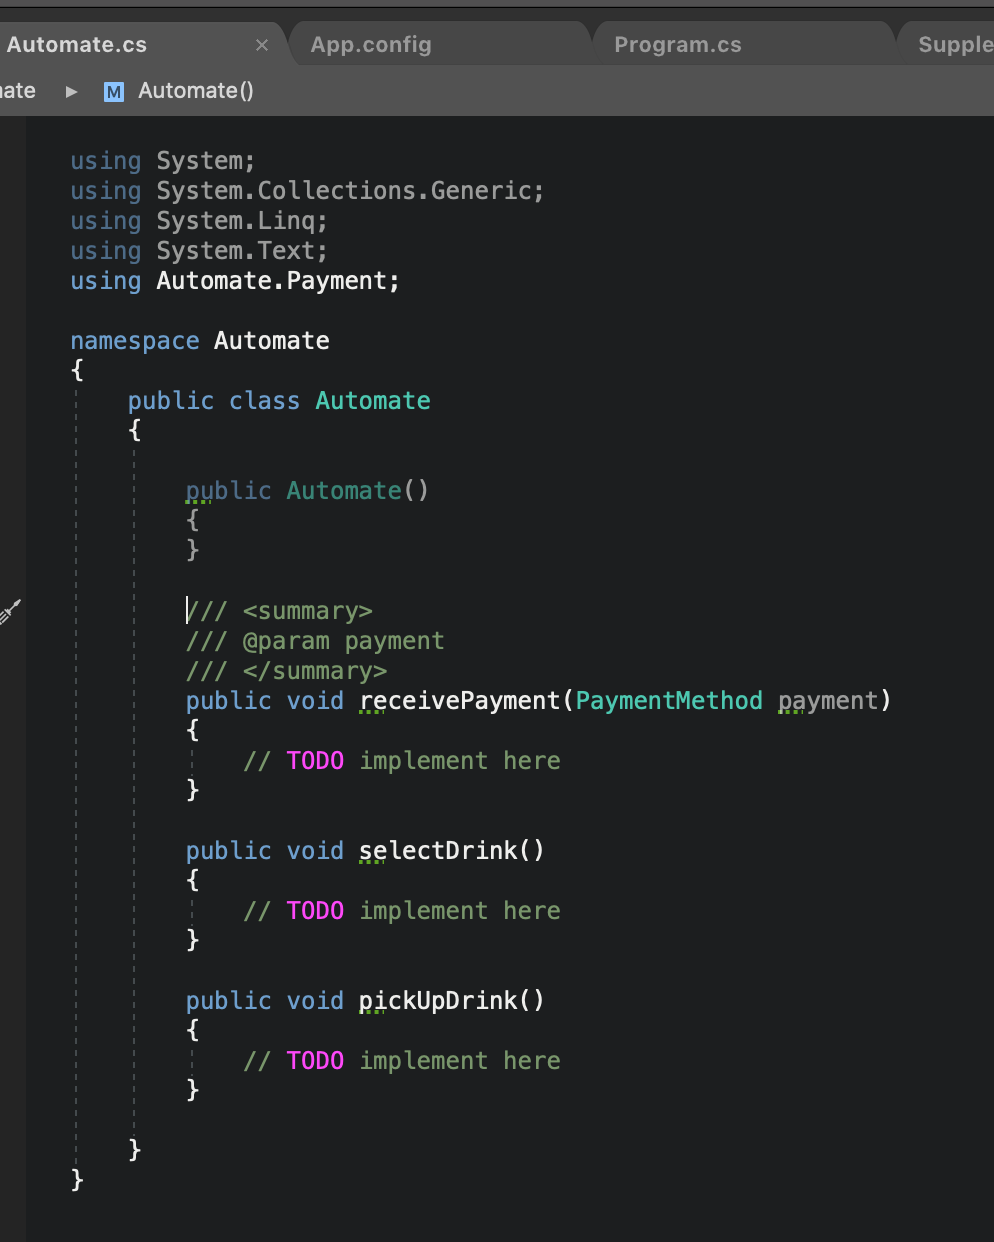 Automate.cs × App.config Program.cs Supple
ate ▶ M Automate()
using System;
using System.Collections.Generic;
using System.Linq;
using System.Text;
using Automate.Payment;
namespace Automate
{
public class Automate
{
public Automate()
{
}
/// <summary>
/// @param payment
/// </summary>
public void receivePayment(PaymentMethod payment)
{
// TODO implement here
}
public void selectDrink()
{
// TODO implement here
}
public void pickUpDrink()
{
// TODO implement here
}
}
}